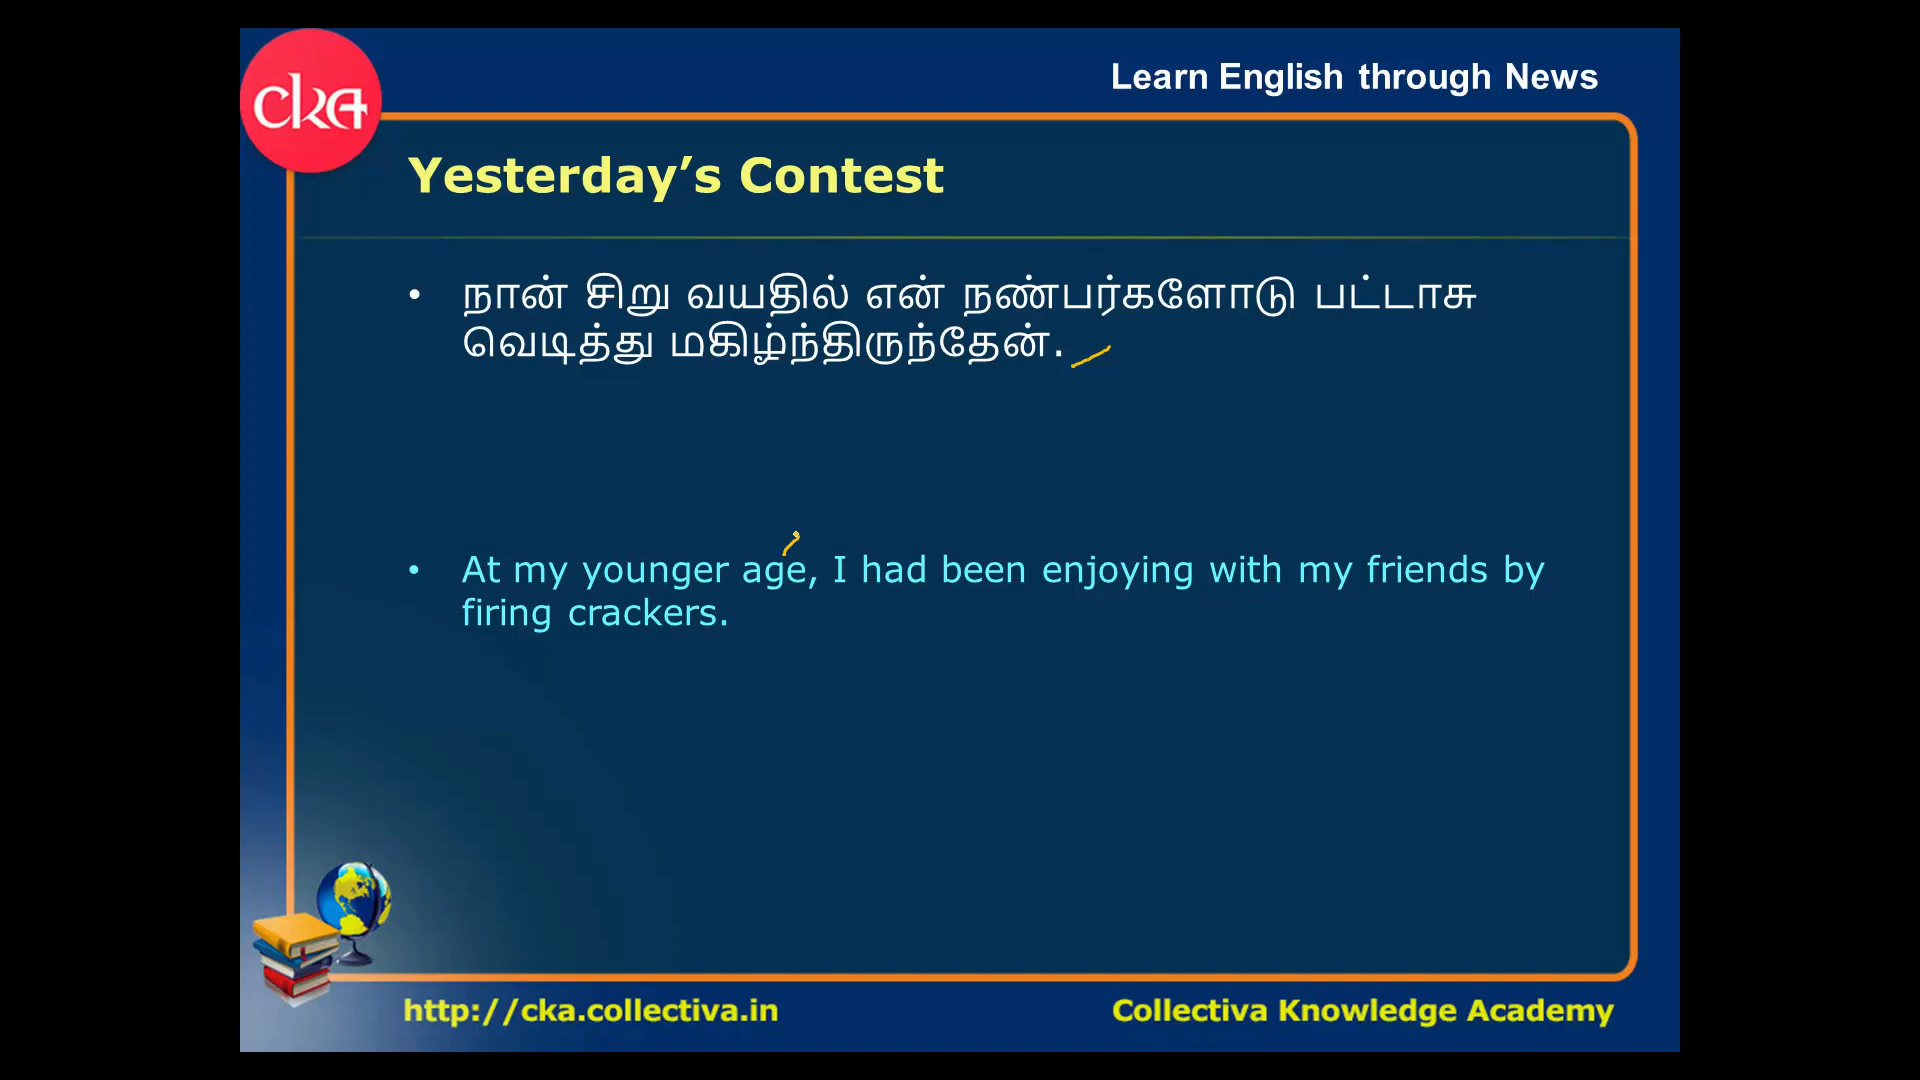 cka
Learn English through News
Yesterday’s Contest
• நான் சிறு வயதில் என் நண்பர்களோடு பட்டாசு
வெடித்து மகிழ்ந்திருந்தேன்.
• At my younger age, I had been enjoying with my friends by
firing crackers.
http://cka.collectiva.in
Collectiva Knowledge Academy